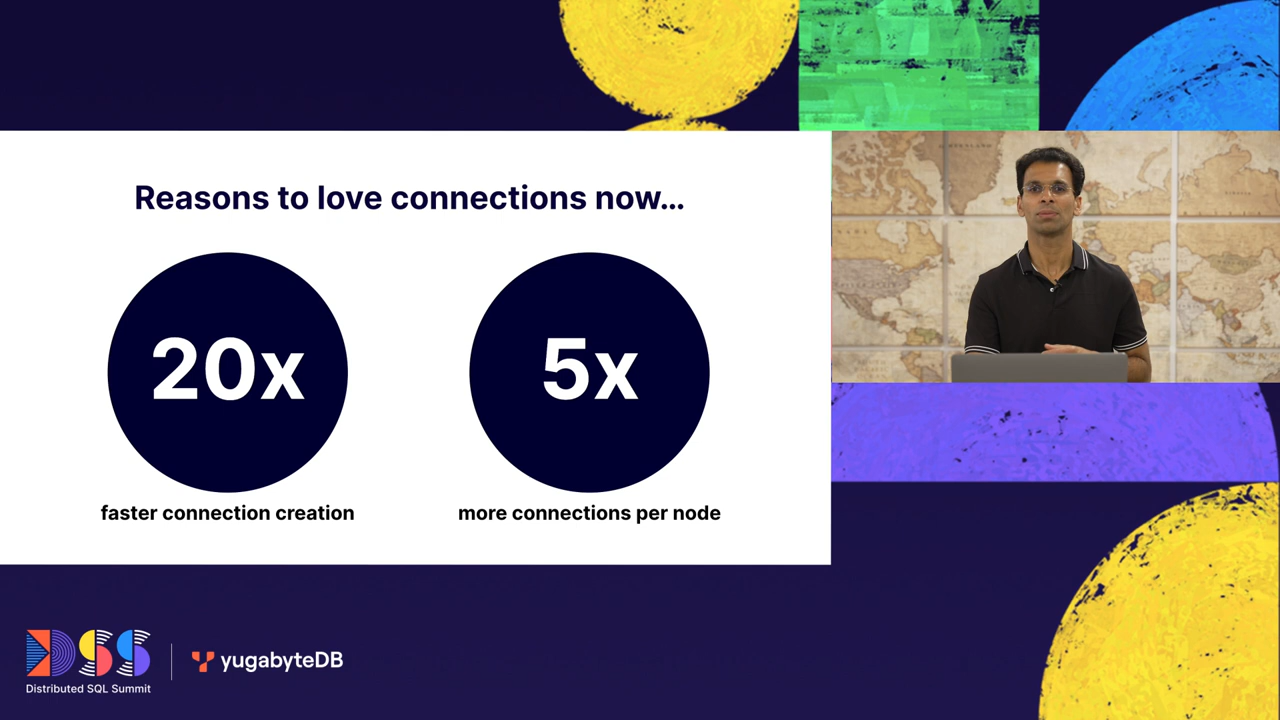 Reasons to love connections now...
20x
faster connection creation
5x
more connections per node
DSS
Distributed SQL Summit
yugabyteDB